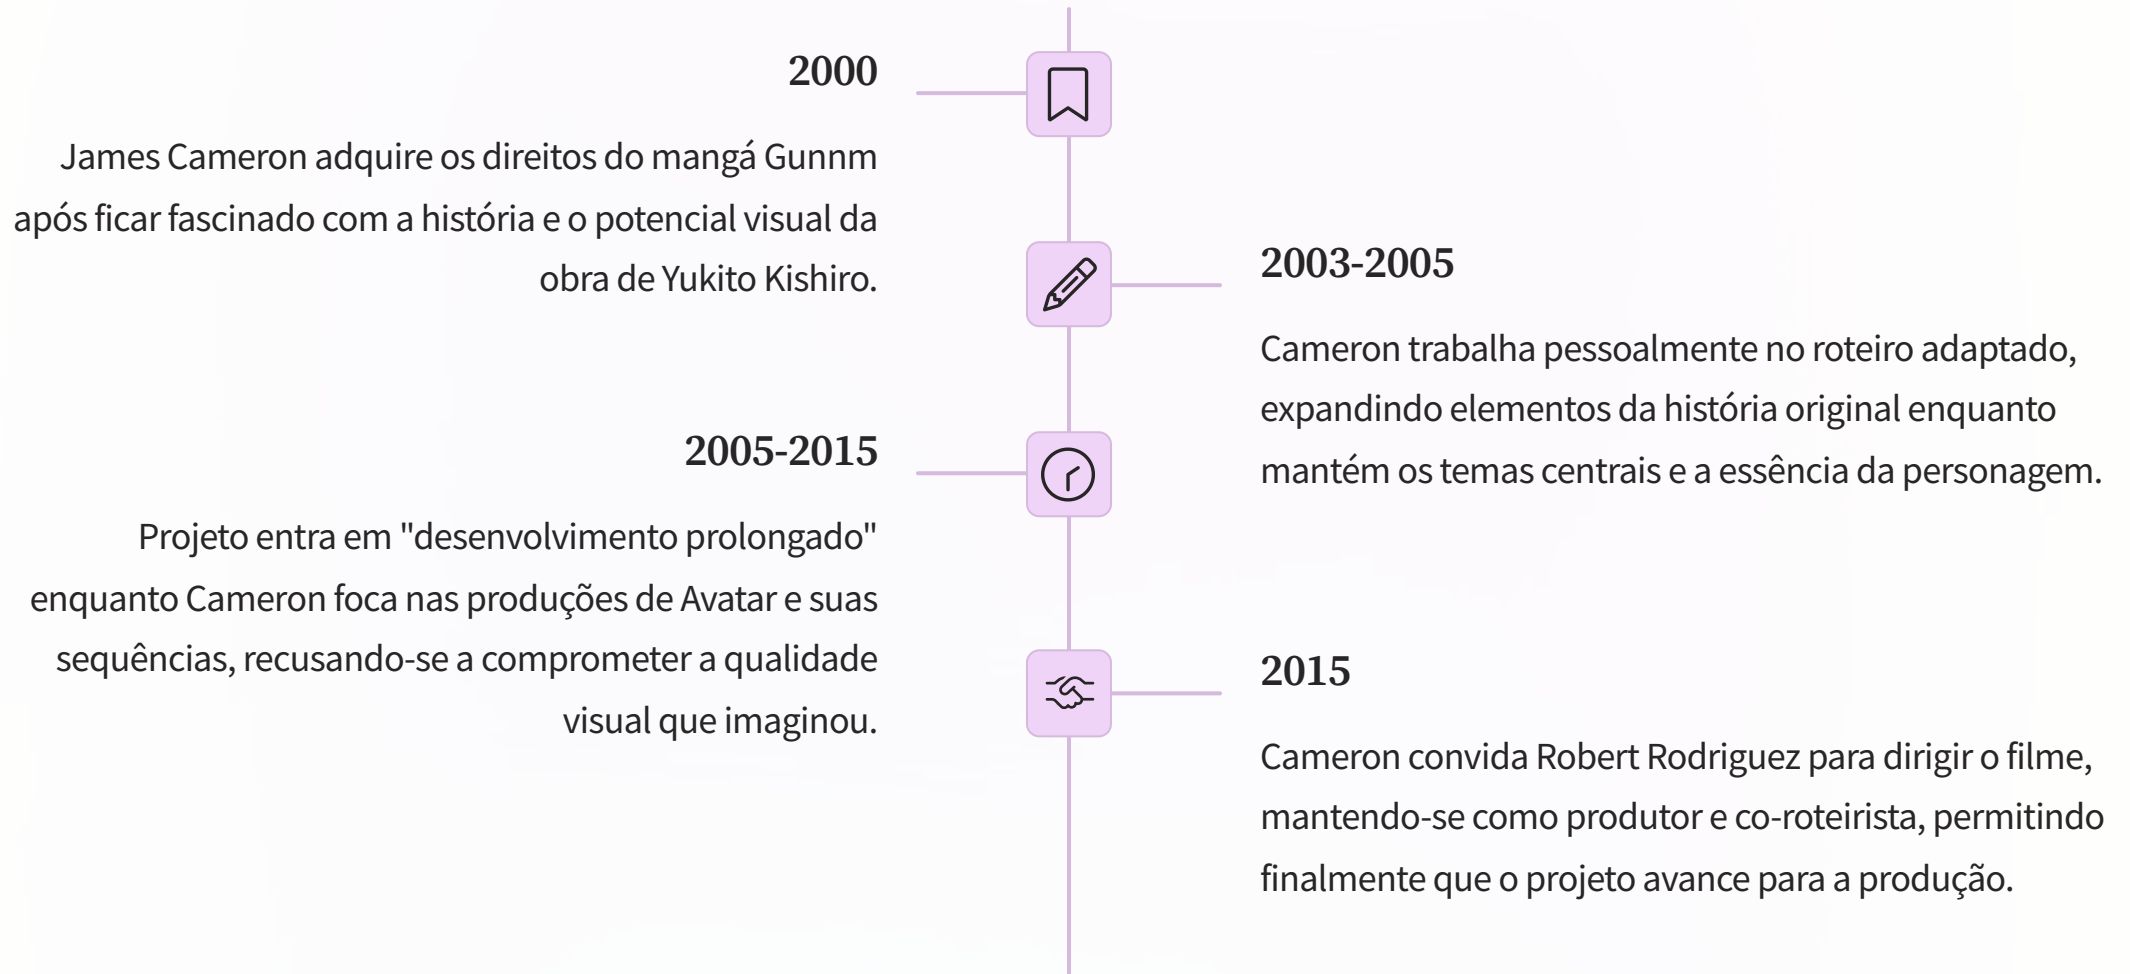 2000
James Cameron adquire os direitos do mangá Gunnm
após ficar fascinado com a história e o potencial visual da
obra de Yukito Kishiro.
2003-2005
Cameron trabalha pessoalmente no roteiro adaptado,
expandindo elementos da história original enquanto
mantém os temas centrais e a essência da personagem.
2005-2015
Projeto entra em "desenvolvimento prolongado"
enquanto Cameron foca nas produções de Avatar e suas
sequências, recusando-se a comprometer a qualidade
visual que imaginou.
2015
Cameron convida Robert Rodriguez para dirigir o filme,
mantendo-se como produtor e co-roteirista, permitindo
finalmente que o projeto avance para a produção.